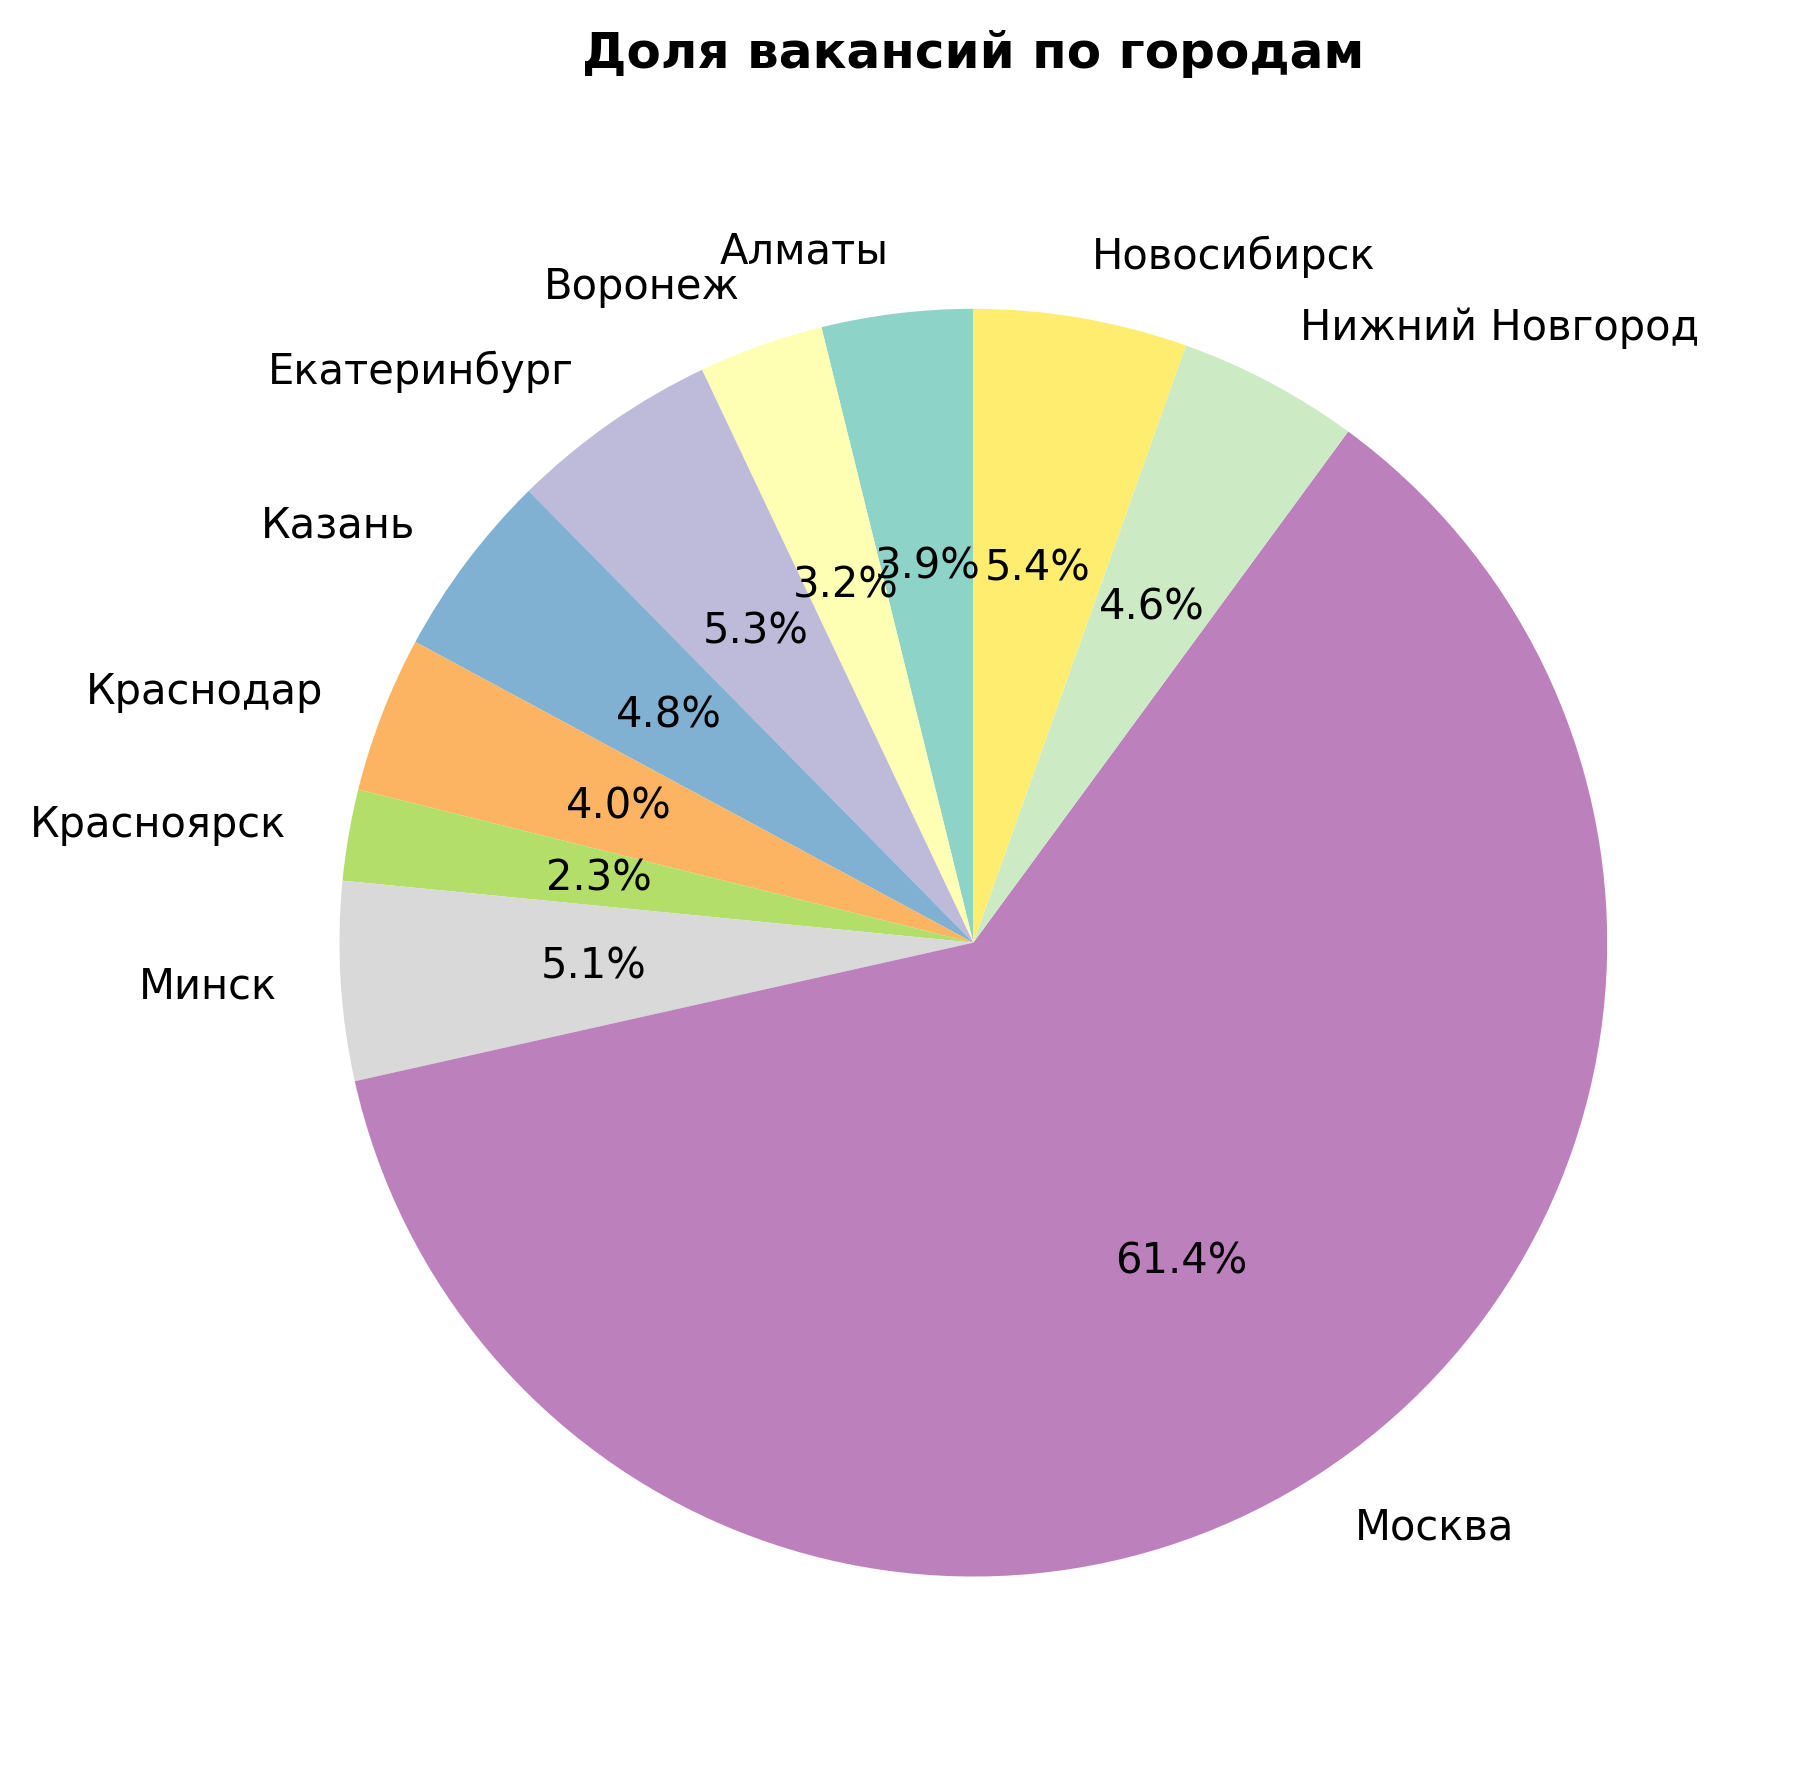 Доля вакансий по городам
Алматы
Новосибирск
Воронеж
Нижний Новгород
Екатеринбург
Казань
3.9%
5.4%
3.2%
4.6%
5.3%
Краснодар
4.8%
4.0%
Красноярск
2.3%
5.1%
Минск
61.4%
Москва